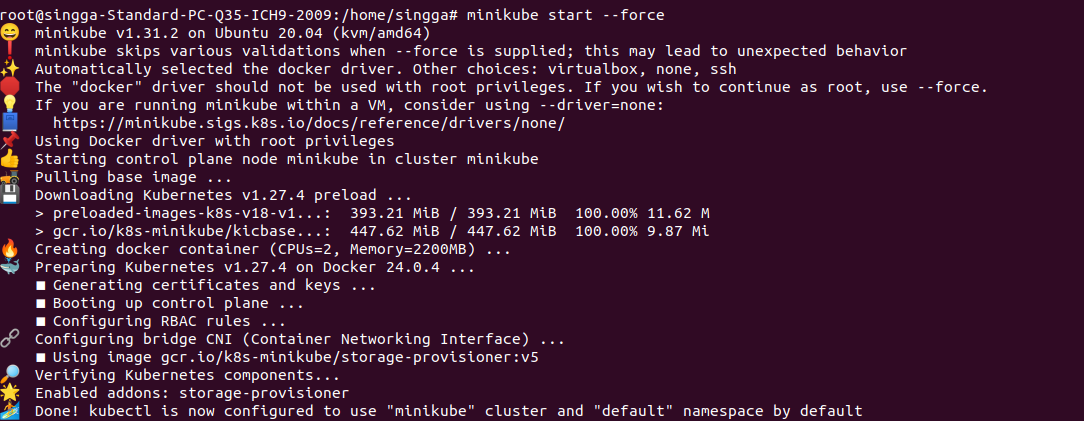 root@singga-Standard-PC-Q35-ICH9-2009:/home/singga# minikube start --force
😄 minikube v1.31.2 on Ubuntu 20.04 (kvm/amd64)
❗ minikube skips various validations when --force is supplied; this may lead to unexpected behavior
✨ Automatically selected the docker driver. Other choices: virtualbox, none, ssh
🛑 The "docker" driver should not be used with root privileges. If you wish to continue as root, use --force.
💡 If you are running minikube within a VM, consider using --driver=none:
📘 https://minikube.sigs.k8s.io/docs/reference/drivers/none/
📌 Using Docker driver with root privileges
👍 Starting control plane node minikube in cluster minikube
🚜 Pulling base image ...
💾 Downloading Kubernetes v1.27.4 preload ...
> preloaded-images-k8s-v18-v1...: 393.21 MiB / 393.21 MiB 100.00% 11.62 M
> gcr.io/k8s-minikube/kicbase...: 447.62 MiB / 447.62 MiB 100.00% 9.87 Mi
🔥 Creating docker container (CPUs=2, Memory=2200MB) ...
🐳 Preparing Kubernetes v1.27.4 on Docker 24.0.4 ...
■ Generating certificates and keys ...
■ Booting up control plane ...
■ Configuring RBAC rules ...
🔗 Configuring bridge CNI (Container Networking Interface) ...
■ Using image gcr.io/k8s-minikube/storage-provisioner:v5
🔎 Verifying Kubernetes components...
🌟 Enabled addons: storage-provisioner
🏄 Done! kubectl is now configured to use "minikube" cluster and "default" namespace by default